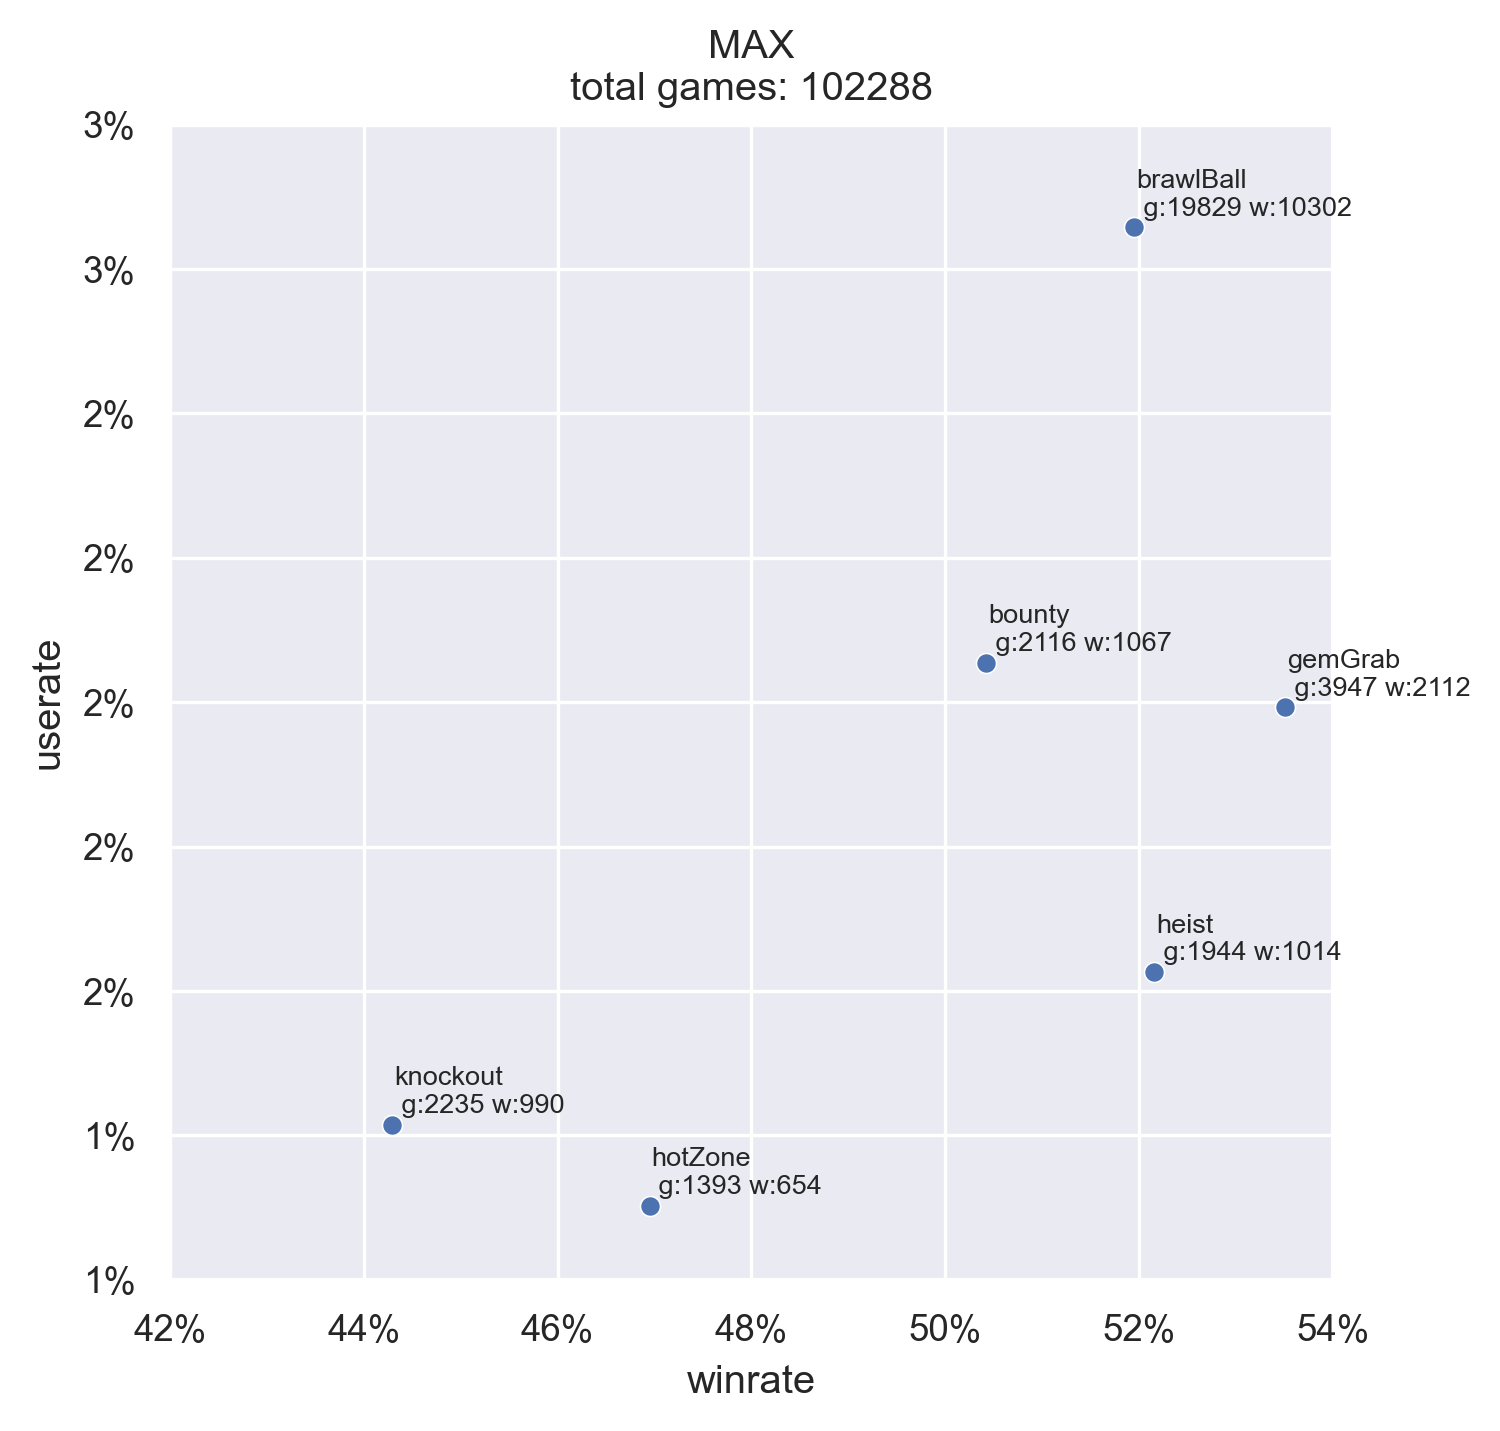 MAX
total games: 102288
3%
3%
2%
2%
2%
2%
2%
1%
1%
userate
brawlBall
g:19829 w:10302
bounty
g:2116 w:1067
gemGrab
g:3947 w:2112
heist
g:1944 w:1014
knockout
g:2235 w:990
hotZone
g:1393 w:654
42% 44% 46% 48% 50% 52% 54%
winrate